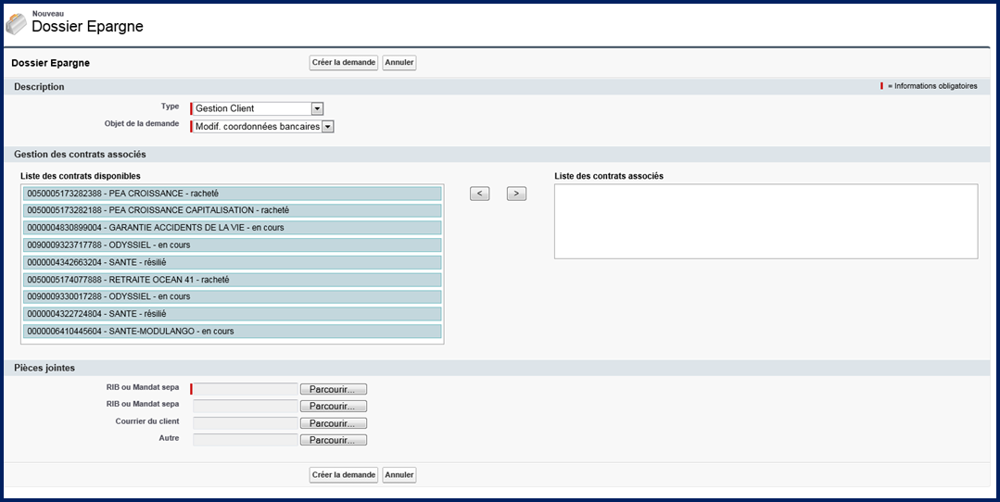 Nouveau
Dossier Epargne
Dossier Epargne
Créer la demande
Annuler
Description
= Informations obligatoires
Type
Gestion Client
Objet de la demande
Modif. coordonnées bancaires
Gestion des contrats associés
Liste des contrats disponibles
Liste des contrats associés
0050005173282388 - PEA CROISSANCE - racheté
< >
0050005173282188 - PEA CROISSANCE CAPITALISATION - racheté
0000004830899004 - GARANTIE ACCIDENTS DE LA VIE - en cours
0090009323717788 - ODYSSIEL - en cours
0000004342663204 - SANTE - résilié
0050005174077888 - RETRAITE OCEAN 41 - racheté
0090009330017288 - ODYSSIEL - en cours
0000004322724804 - SANTE - résilié
0000006410445604 - SANTE-MODULANGO - en cours
Pièces jointes
RIB ou Mandat sepa
Parcourir...
RIB ou Mandat sepa
Parcourir...
Courrier du client
Parcourir...
Autre
Parcourir...
Créer la demande
Annuler